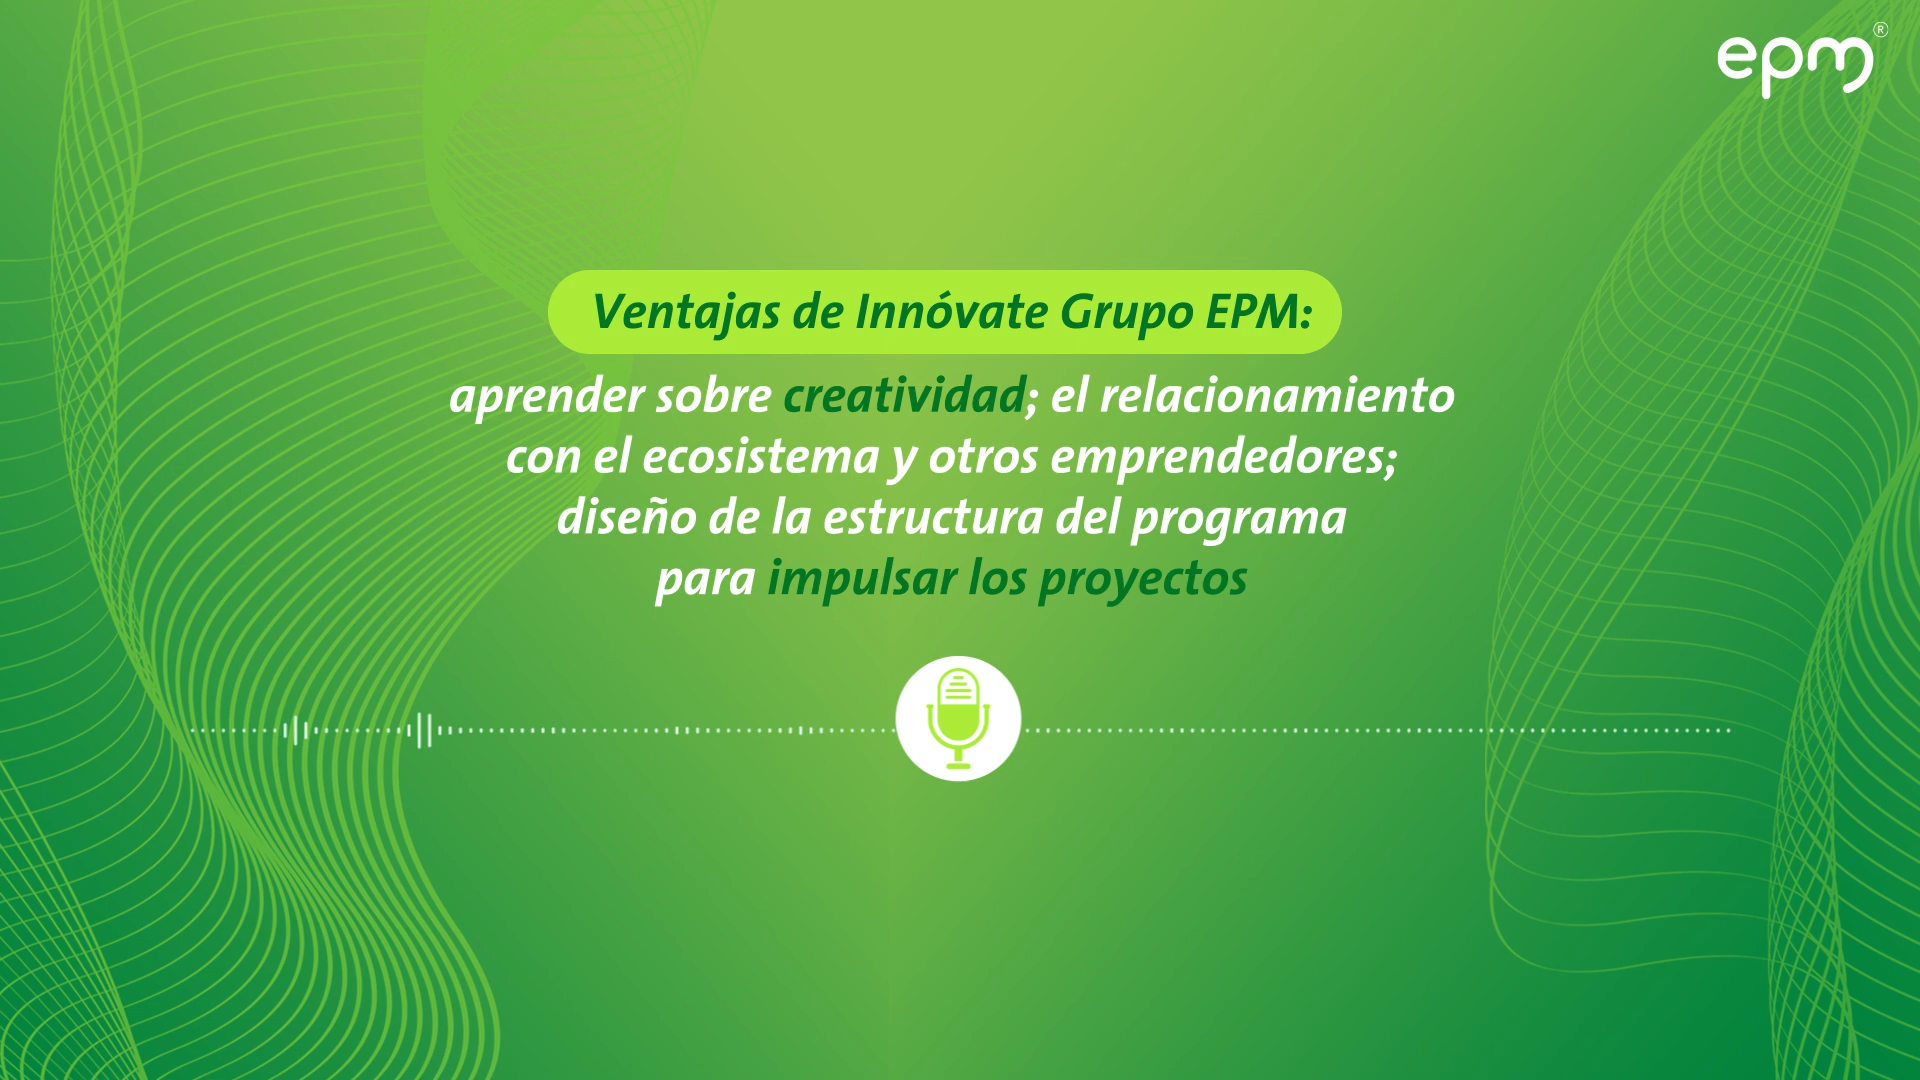 epm®
Ventajas de Innóvate Grupo EPM:
aprender sobre creatividad; el relacionamiento
con el ecosistema y otros emprendedores;
diseño de la estructura del programa
para impulsar los proyectos